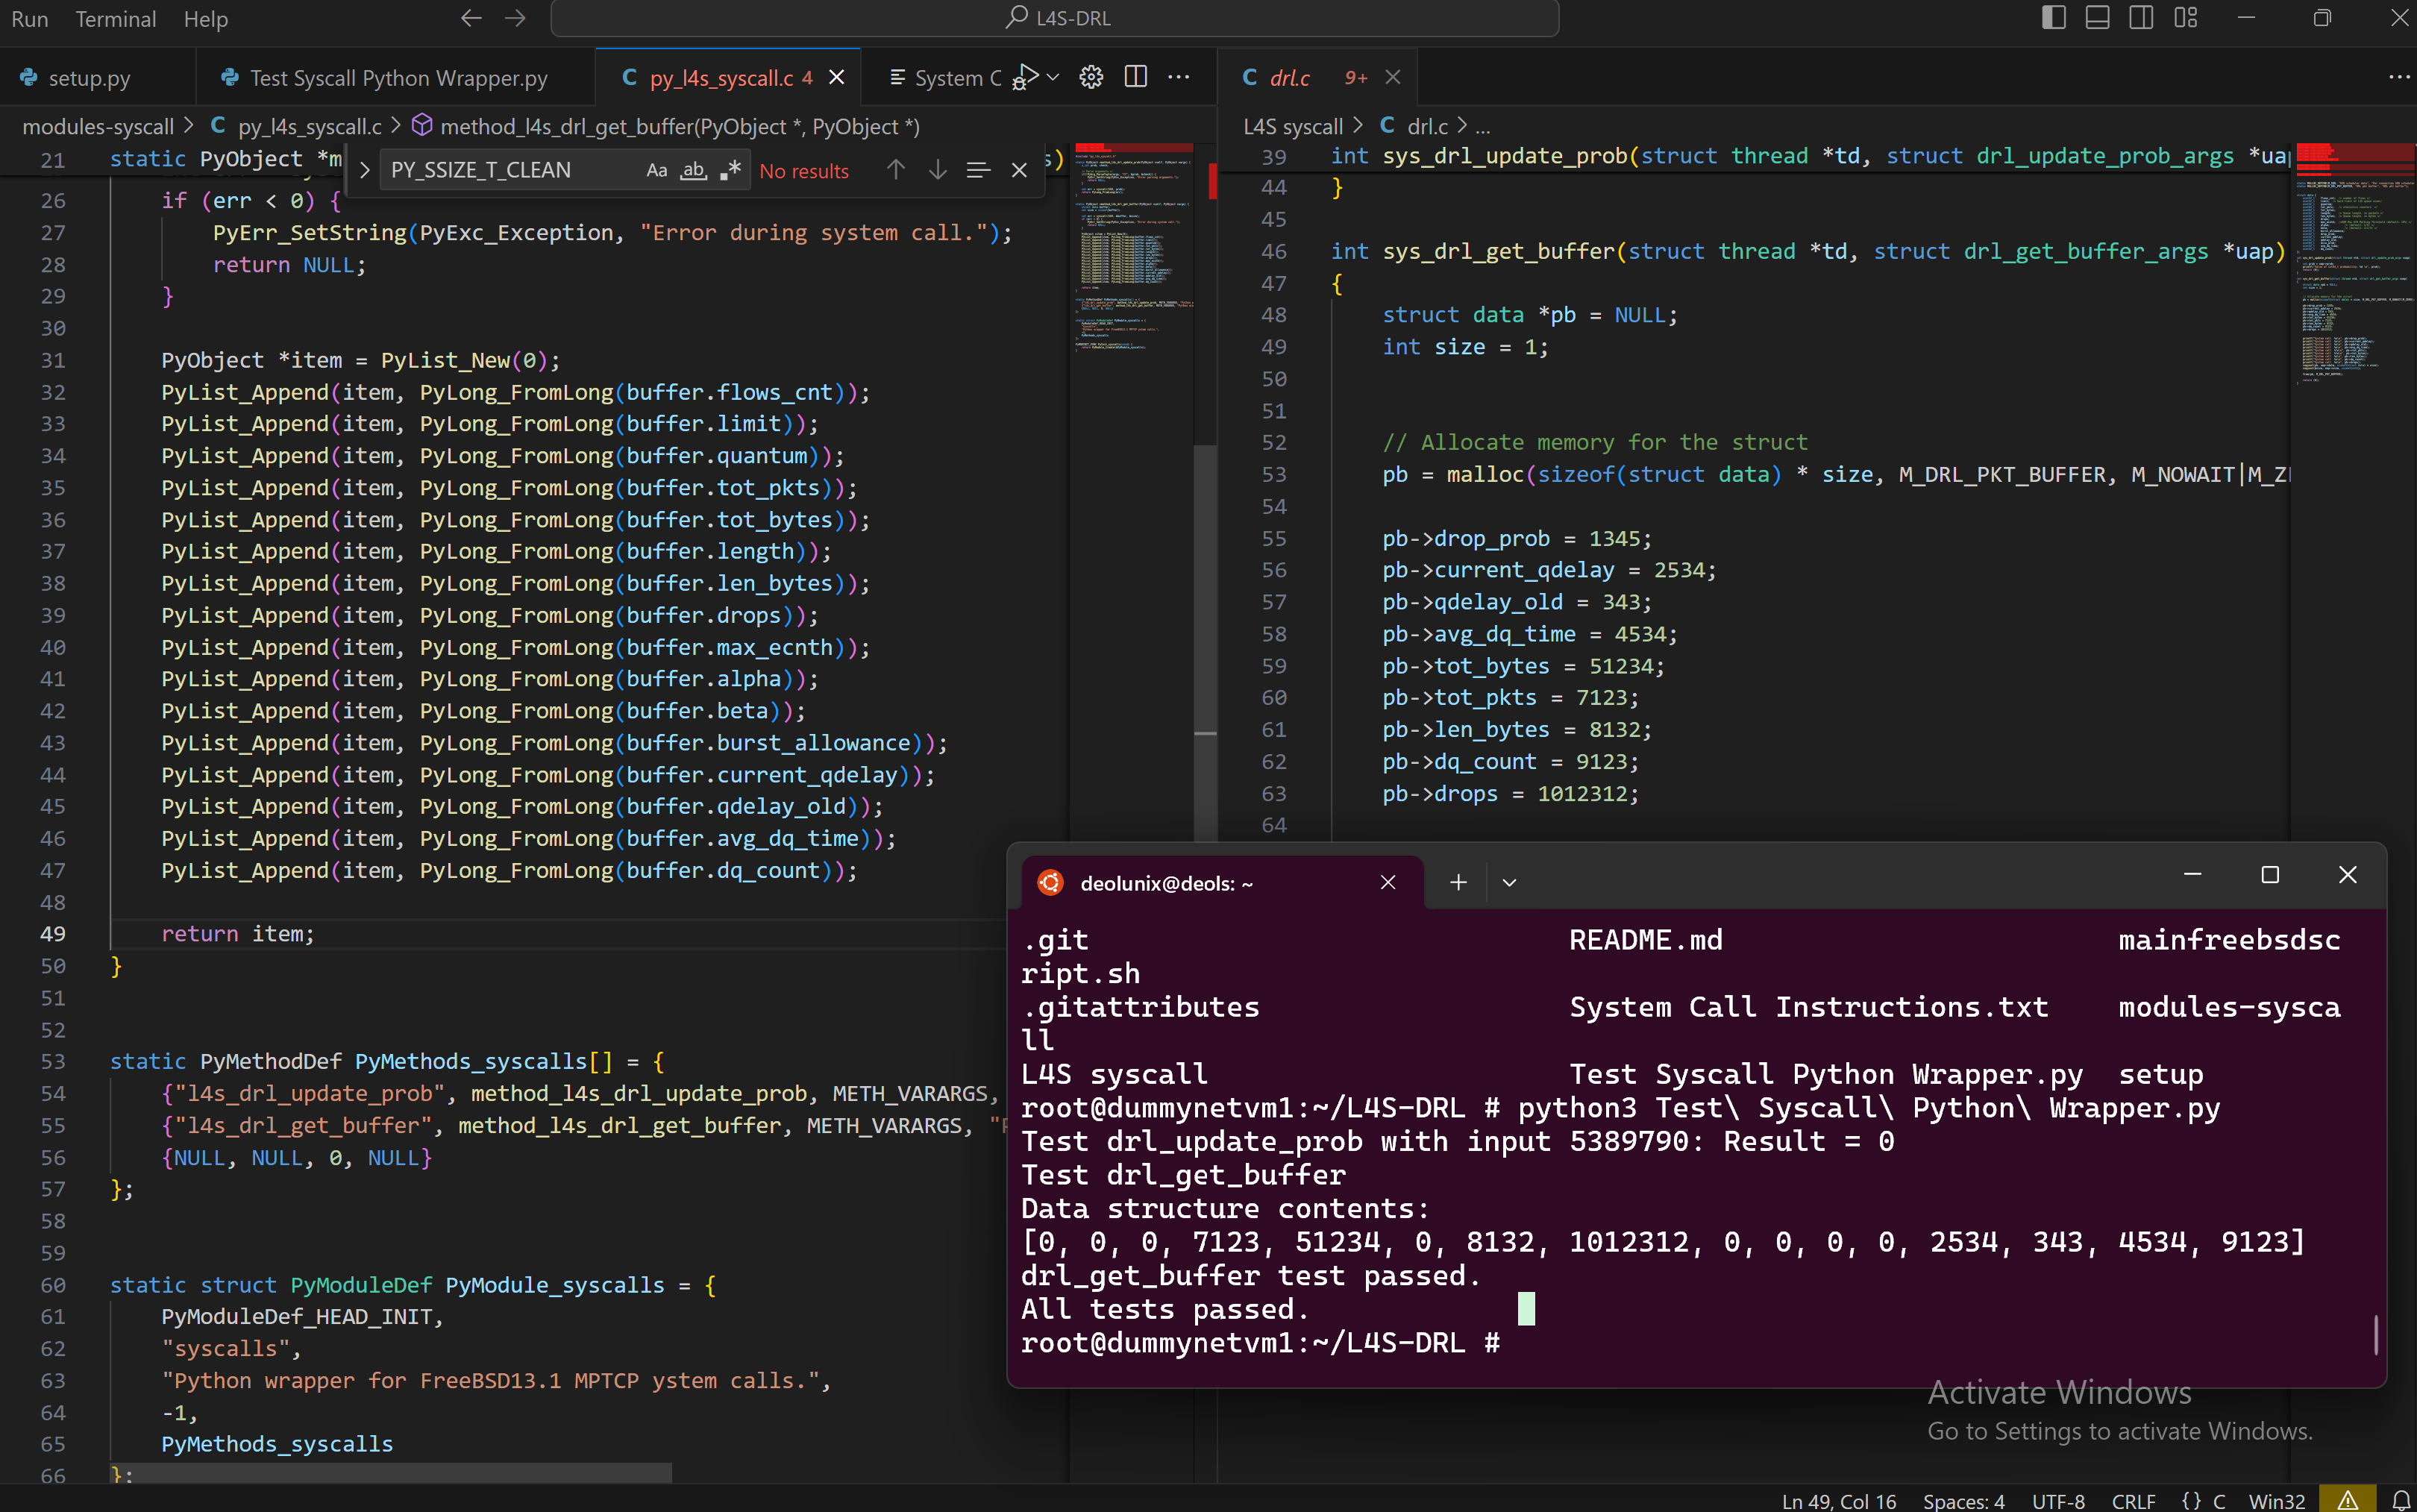 Run Terminal Help
L4S-DRL
setup.py
Test Syscall Python Wrapper.py
C py_l4s_syscall.c 4
System C
C drl.c 9+
modules-syscall > C py_l4s_syscall.c > method_l4s_drl_get_buffer(PyObject *, PyObject *)
PY_SSIZE_T_CLEAN Aa ab No results
21 static PyObject *m s)
26 if (err < 0) {
27 PyErr_SetString(PyExc_Exception, "Error during system call.");
28 return NULL;
29 }
30
31 PyObject *item = PyList_New(0);
32 PyList_Append(item, PyLong_FromLong(buffer.flows_cnt));
33 PyList_Append(item, PyLong_FromLong(buffer.limit));
34 PyList_Append(item, PyLong_FromLong(buffer.quantum));
35 PyList_Append(item, PyLong_FromLong(buffer.tot_pkts));
36 PyList_Append(item, PyLong_FromLong(buffer.tot_bytes));
37 PyList_Append(item, PyLong_FromLong(buffer.length));
38 PyList_Append(item, PyLong_FromLong(buffer.len_bytes));
39 PyList_Append(item, PyLong_FromLong(buffer.drops));
40 PyList_Append(item, PyLong_FromLong(buffer.max_ecnth));
41 PyList_Append(item, PyLong_FromLong(buffer.alpha));
42 PyList_Append(item, PyLong_FromLong(buffer.beta));
43 PyList_Append(item, PyLong_FromLong(buffer.burst_allowance));
44 PyList_Append(item, PyLong_FromLong(buffer.current_qdelay));
45 PyList_Append(item, PyLong_FromLong(buffer.qdelay_old));
46 PyList_Append(item, PyLong_FromLong(buffer.avg_dq_time));
47 PyList_Append(item, PyLong_FromLong(buffer.dq_count));
48
49 return item;
50 }
51
52
53 static PyMethodDef PyMethods_syscalls[] = {
54 {"l4s_drl_update_prob", method_l4s_drl_update_prob, METH_VARARGS,
55 {"l4s_drl_get_buffer", method_l4s_drl_get_buffer, METH_VARARGS, "P
56 {NULL, NULL, 0, NULL}
57 };
58
59
60 static struct PyModuleDef PyModule_syscalls = {
61 PyModuleDef_HEAD_INIT,
62 "syscalls",
63 "Python wrapper for FreeBSD13.1 MPTCP ystem calls.",
64 -1,
65 PyMethods_syscalls
66 };
L4S syscall > C drl.c > ...
39 int sys_drl_update_prob(struct thread *td, struct drl_update_prob_args *uap
44 }
45
46 int sys_drl_get_buffer(struct thread *td, struct drl_get_buffer_args *uap)
47 {
48 struct data *pb = NULL;
49 int size = 1;
50
51
52 // Allocate memory for the struct
53 pb = malloc(sizeof(struct data) * size, M_DRL_PKT_BUFFER, M_NOWAIT|M_ZE
54
55 pb->drop_prob = 1345;
56 pb->current_qdelay = 2534;
57 pb->qdelay_old = 343;
58 pb->avg_dq_time = 4534;
59 pb->tot_bytes = 51234;
60 pb->tot_pkts = 7123;
61 pb->len_bytes = 8132;
62 pb->dq_count = 9123;
63 pb->drops = 1012312;
64
deolunix@deols: ~
.git README.md mainfreebsdsc
ript.sh
.gitattributes System Call Instructions.txt modules-sysca
ll
L4S syscall Test Syscall Python Wrapper.py setup
root@dummynetvm1:~/L4S-DRL # python3 Test\ Syscall\ Python\ Wrapper.py
Test drl_update_prob with input 5389790: Result = 0
Test drl_get_buffer
Data structure contents:
[0, 0, 0, 7123, 51234, 0, 8132, 1012312, 0, 0, 0, 0, 2534, 343, 4534, 9123]
drl_get_buffer test passed.
All tests passed.
root@dummynetvm1:~/L4S-DRL #
Activate Windows
Go to Settings to activate Windows.
Ln 49, Col 16 Spaces: 4 UTF-8 CRLF {} C Win32